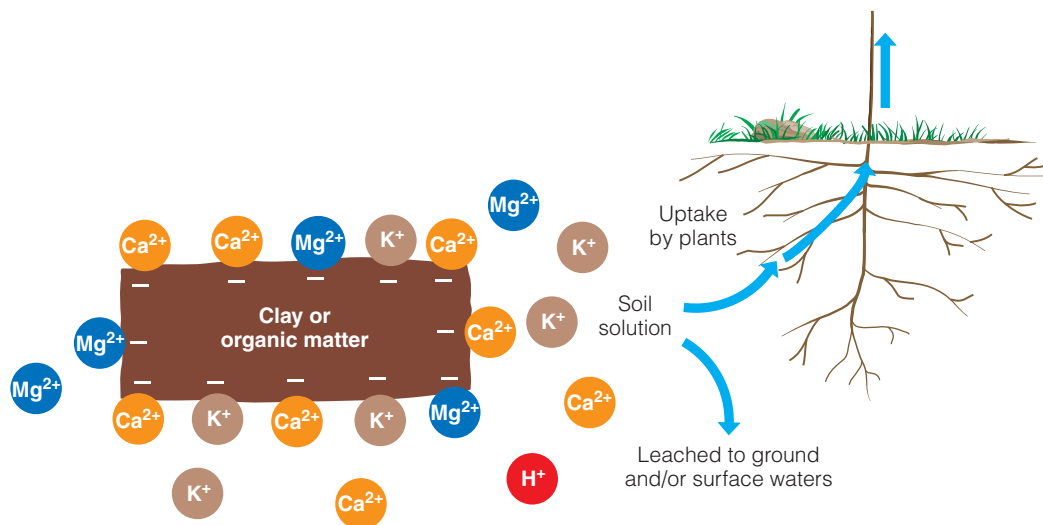 Mg²⁺
Ca²⁺
Ca²⁺
Mg²⁺
K⁺
Ca²⁺
K⁺
Uptake
by plants
Clay or
organic matter
Mg²⁺
Ca²⁺
K⁺
Soil
solution
Mg²⁺
Ca²⁺
K⁺
Ca²⁺
K⁺
Mg²⁺
Ca²⁺
K⁺
Ca²⁺
H⁺
Leached to ground
and/or surface waters